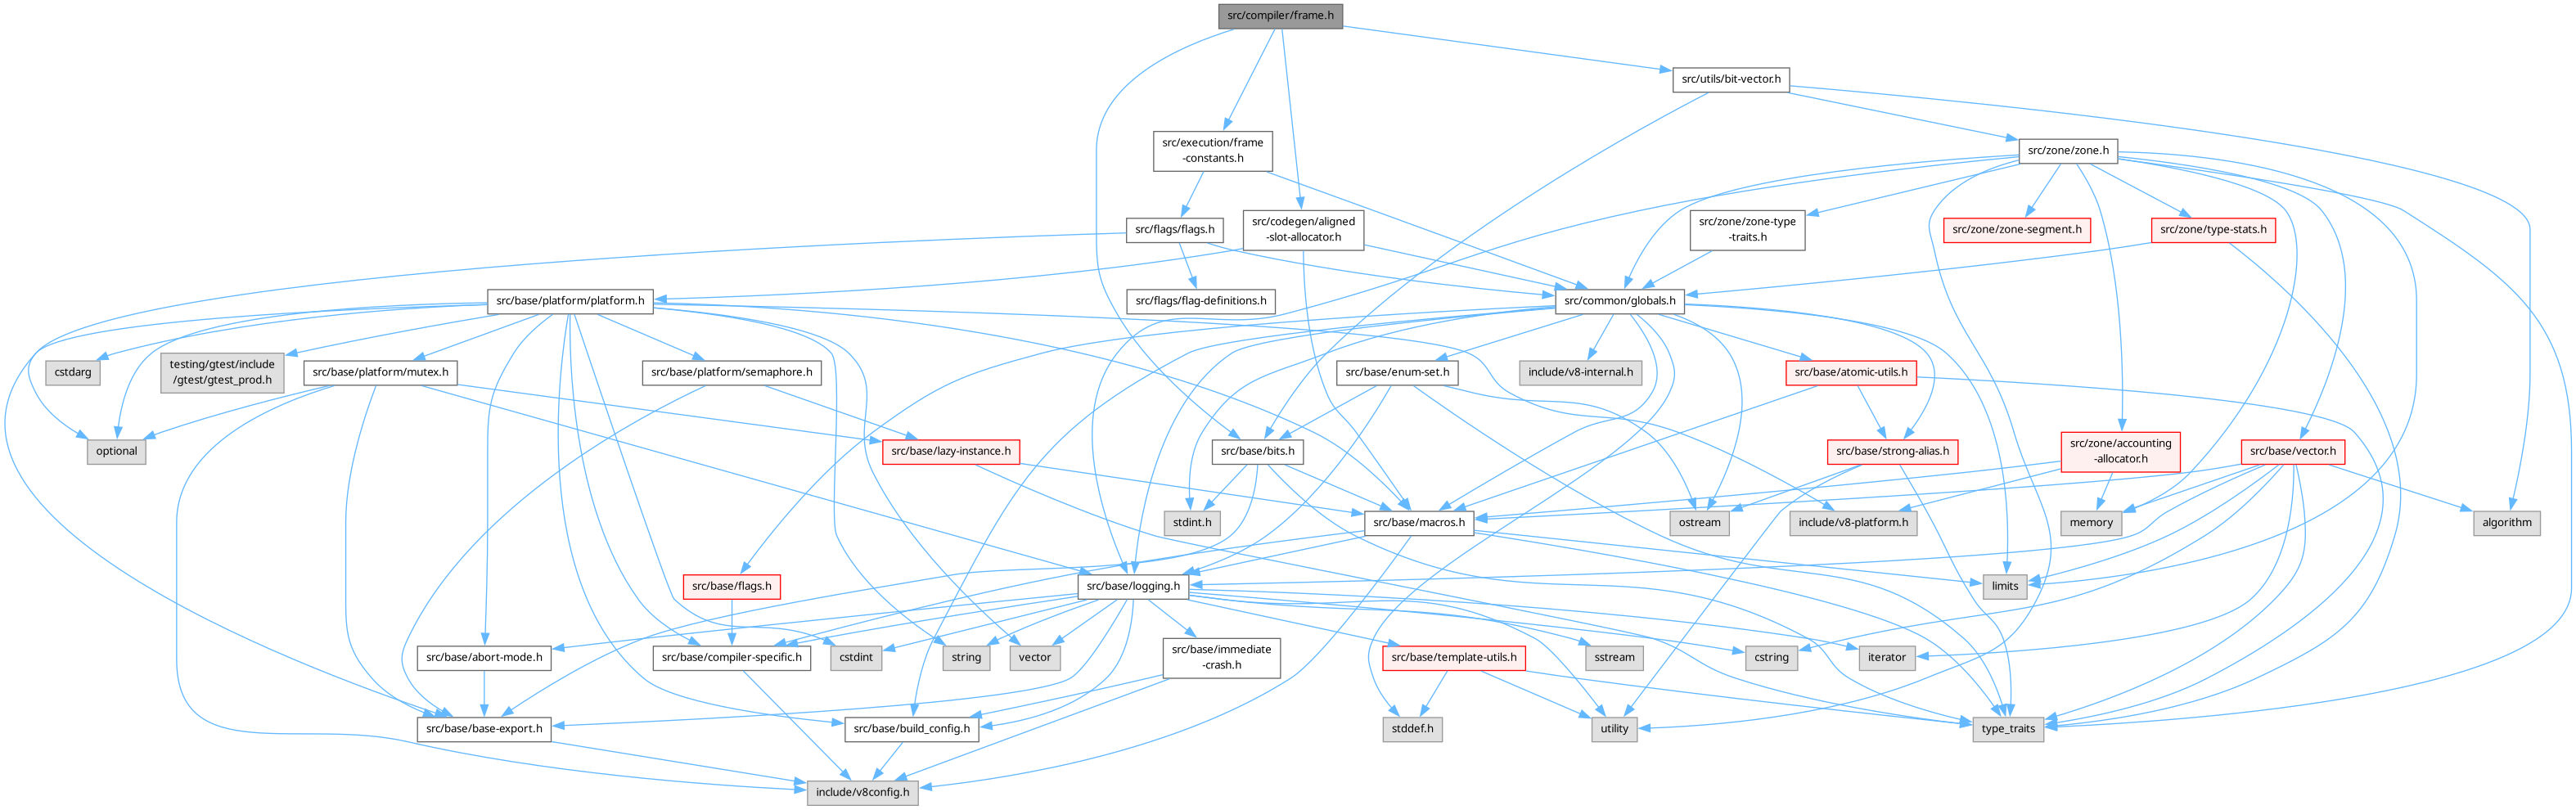 src/compiler/frame.h
src/utils/bit-vector.h
src/execution/frame
-constants.h
src/zone/zone.h
src/flags/flags.h
src/codegen/aligned
-slot-allocator.h
src/zone/zone-type
-traits.h
src/zone/zone-segment.h
src/zone/type-stats.h
src/base/platform/platform.h
src/flags/flag-definitions.h
src/common/globals.h
cstdarg
testing/gtest/include
/gtest/gtest_prod.h
src/base/platform/mutex.h
src/base/platform/semaphore.h
src/base/enum-set.h
include/v8-internal.h
src/base/atomic-utils.h
optional
src/base/lazy-instance.h
src/base/bits.h
src/base/strong-alias.h
src/zone/accounting
-allocator.h
src/base/vector.h
stdint.h
src/base/macros.h
ostream
include/v8-platform.h
memory
algorithm
src/base/flags.h
src/base/logging.h
limits
src/base/abort-mode.h
src/base/compiler-specific.h
cstdint
string
vector
src/base/immediate
-crash.h
src/base/template-utils.h
sstream
cstring
iterator
src/base/base-export.h
src/base/build_config.h
stddef.h
utility
type_traits
include/v8config.h